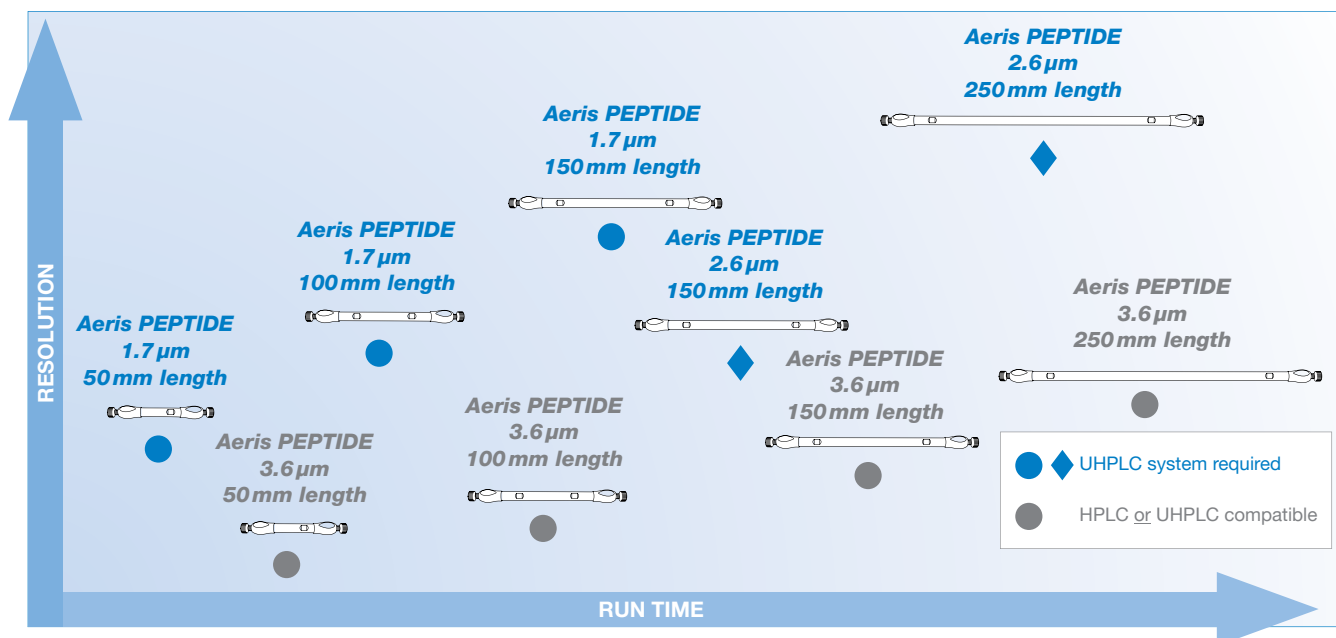 RESOLUTION
Aeris PEPTIDE
2.6 µm
250 mm length
Aeris PEPTIDE
1.7 µm
150 mm length
Aeris PEPTIDE
1.7 µm
100 mm length
Aeris PEPTIDE
2.6 µm
150 mm length
Aeris PEPTIDE
3.6 µm
250 mm length
Aeris PEPTIDE
1.7 µm
50 mm length
Aeris PEPTIDE
3.6 µm
150 mm length
Aeris PEPTIDE
3.6 µm
100 mm length
Aeris PEPTIDE
3.6 µm
50 mm length
UHPLC system required
HPLC or UHPLC compatible
RUN TIME